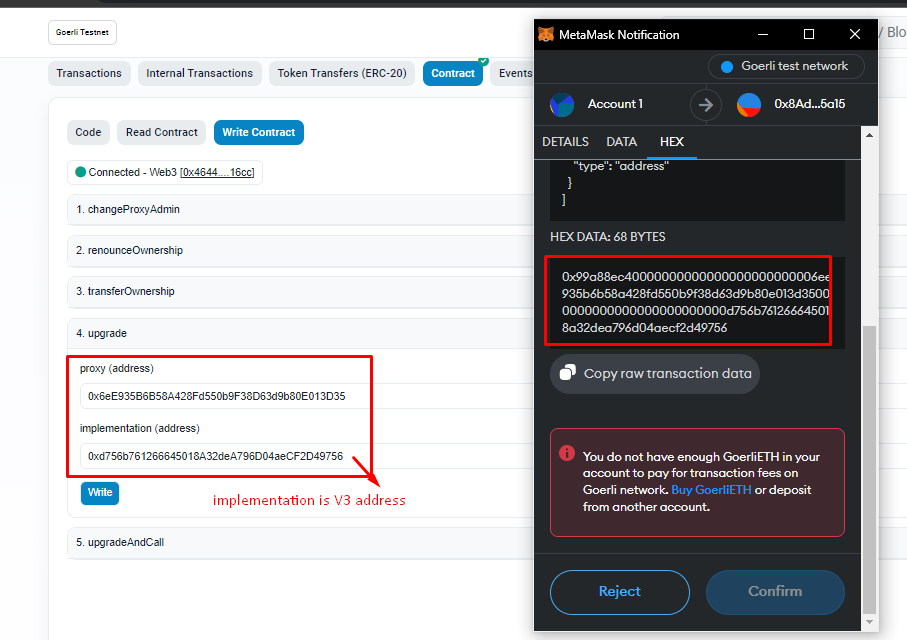 Goerli Testnet
Transactions
Internal Transactions
Token Transfers (ERC-20)
Contract
Events
Code
Read Contract
Write Contract
Connected - Web3 [0x4644....16cc]
1. changeProxyAdmin
2. renounceOwnership
3. transferOwnership
4. upgrade
proxy (address)
0x6eE935B6B58A428Fd550b9F38D63d9b80E013D35
implementation (address)
0xd756b761266645018A32deA796D04aeCF2D49756
Write
implementation is V3 address
5. upgradeAndCall
/ Blo
MetaMask Notification
Goerli test network
Account 1
0x8Ad...5a15
DETAILS
DATA
HEX
"type": "address"
}
]
HEX DATA: 68 BYTES
0x99a88ec40000000000000000000000006ee
935b6b58a428fd550b9f38d63d9b80e013d3500
0000000000000000000000d756b76126664501
8a32dea796d04aecf2d49756
Copy raw transaction data
You do not have enough GoerliETH in your
account to pay for transaction fees on
Goerli network. Buy GoerliETH or deposit
from another account.
Reject
Confirm